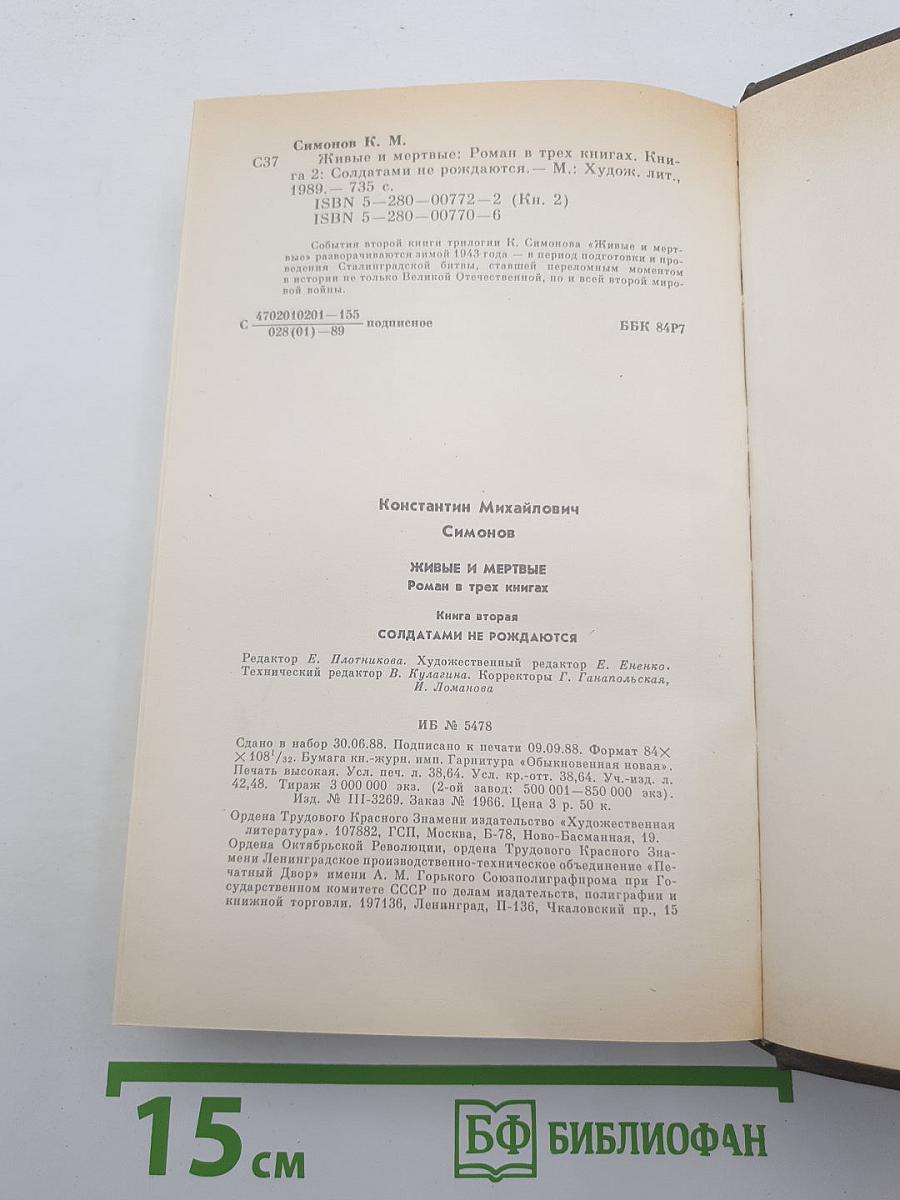 Симонов К. М.
С37 Живые и мертвые: Роман в трех книгах. Кни-
га 2: Солдатами не рождаются.— М.: Худож. лит.,
1989.— 735 с.
ISBN 5—280—00772—2 (Кн. 2)
ISBN 5—280—00770—6
События второй книги трилогии К. Симонова «Живые и мерт-
вые» разворачиваются зимой 1943 года — в период подготовки и про-
ведения Сталинградской битвы, ставшей переломным моментом
в истории не только Великой Отечественной, но и всей второй миро-
вой войны.
С 4702010201—155
028(01)—89 подписное
ББК 84Р7
Константин Михайлович
Симонов
ЖИВЫЕ И МЕРТВЫЕ
Роман в трех книгах
Книга вторая
СОЛДАТАМИ НЕ РОЖДАЮТСЯ
Редактор Е. Плотникова. Художественный редактор Е. Ененко.
Технический редактор В. Кулагина. Корректоры Г. Ганапольская,
И. Ломанова
ИБ № 5478
Сдано в набор 30.06.88. Подписано к печати 09.09.88. Формат 84×
×108¹/₃₂. Бумага кн.-журн. имп. Гарнитура «Обыкновенная новая».
Печать высокая. Усл. печ. л. 38,64. Усл. кр.-отт. 38,64. Уч.-изд. л.
42,48. Тираж 3 000 000 экз. (2-ой завод: 500 001—850 000 экз).
Изд. № III-3269. Заказ № 1966. Цена 3 р. 50 к.
Ордена Трудового Красного Знамени издательство «Художественная
литература». 107882, ГСП, Москва, Б-78, Ново-Басманная, 19.
Ордена Октябрьской Революции, ордена Трудового Красного Зна-
мени Ленинградское производственно-техническое объединение «Пе-
чатный Двор» имени А. М. Горького Союзполиграфпрома при Го-
сударственном комитете СССР по делам издательств, полиграфии и
книжной торговли. 197136, Ленинград, П-136, Чкаловский пр., 15
15 см
БФ БИБЛИОФАН